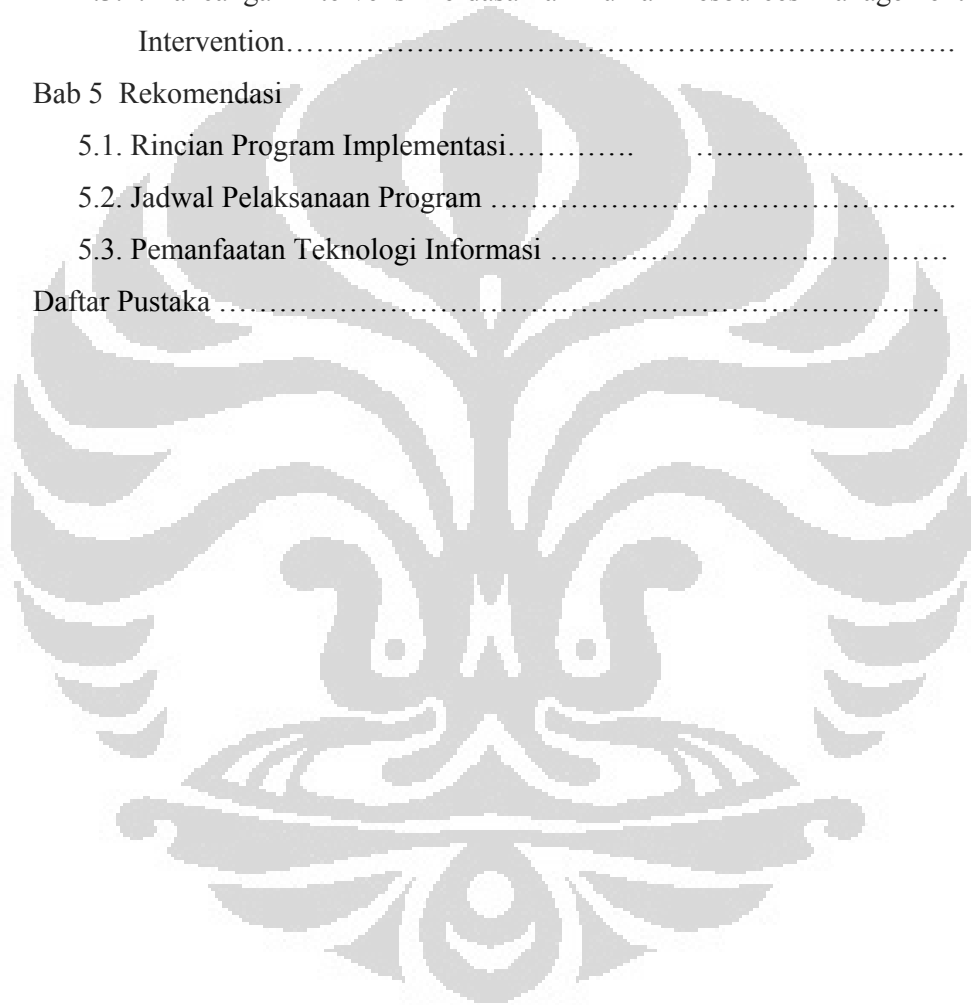 Intervention……………………………………………………………….
Bab 5 Rekomendasi
5.1. Rincian Program Implementasi…………. ………………………
5.2. Jadwal Pelaksanaan Program ………………………………………..
5.3. Pemanfaatan Teknologi Informasi ………………………………….
Daftar Pustaka ………………………………………………………………